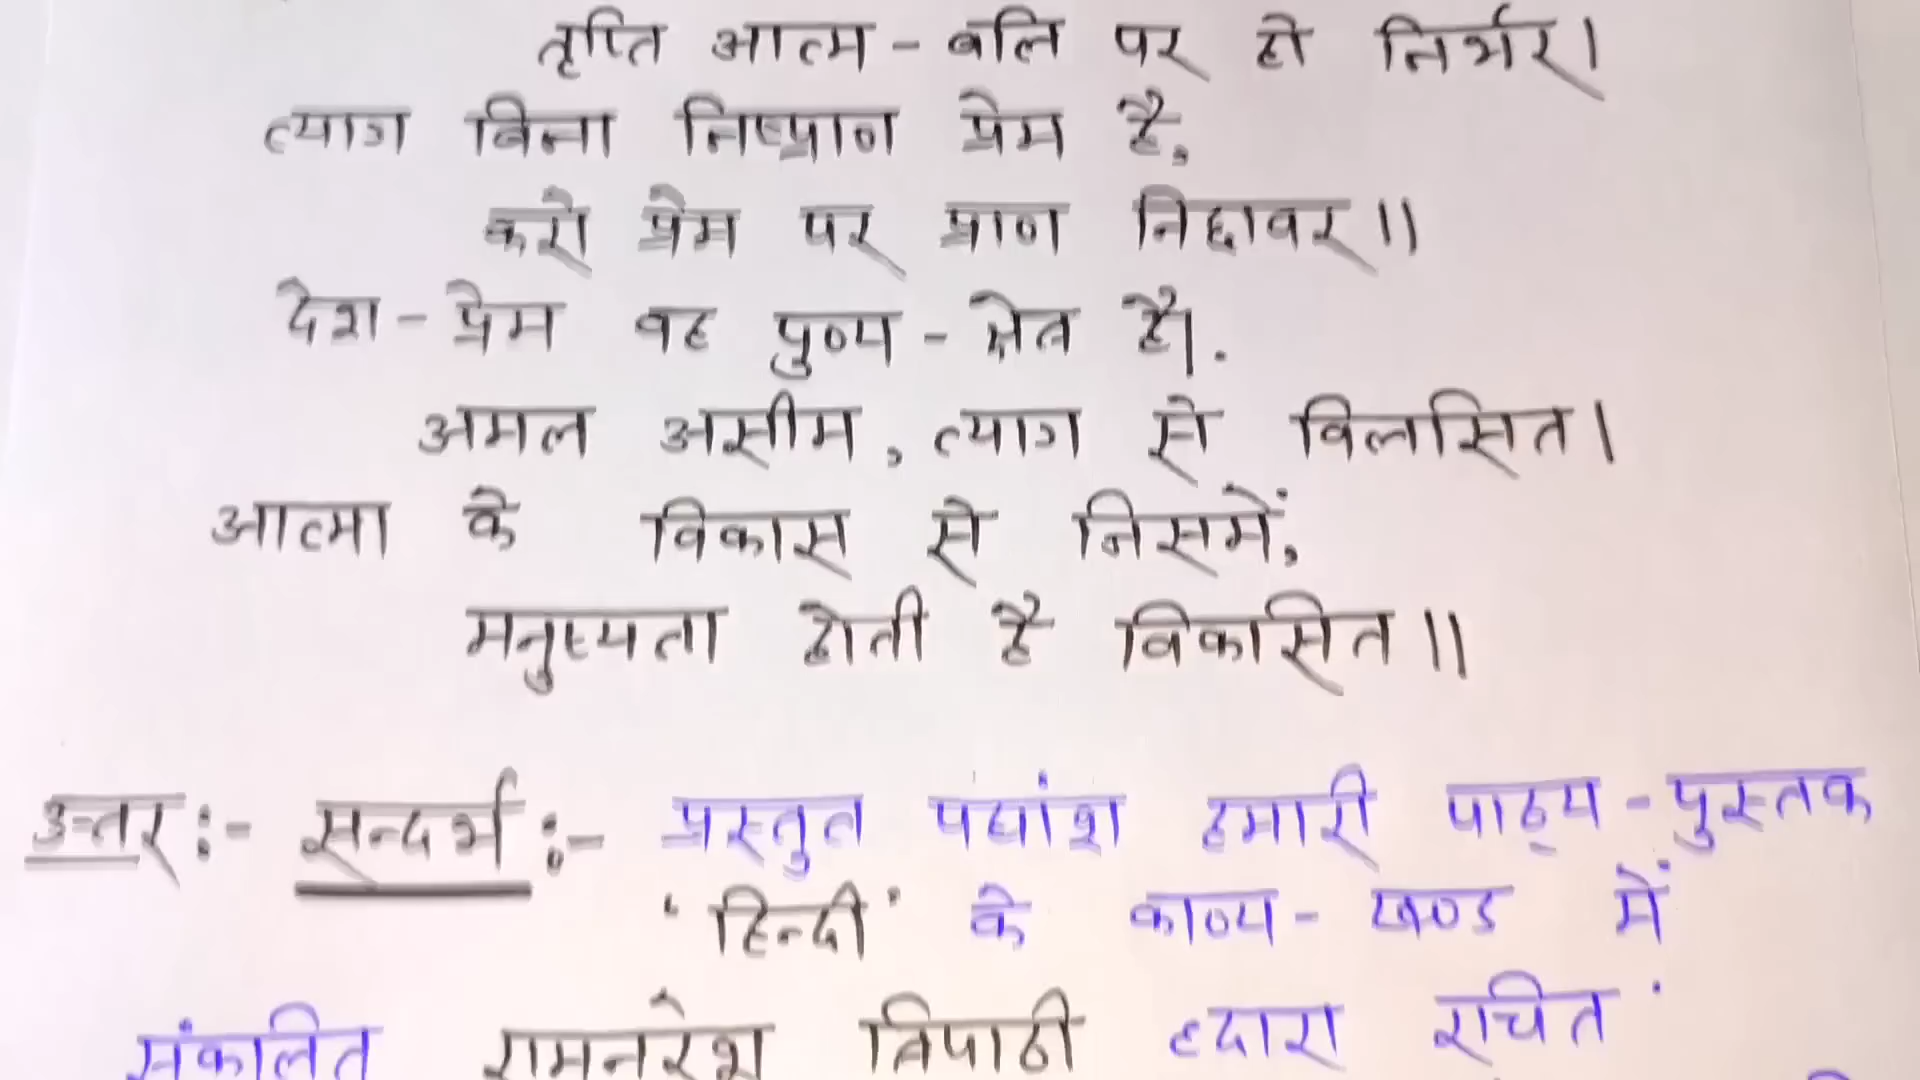 तृप्ति आत्म - बलि पर हो निर्भर।
त्याग बिना निष्प्राण प्रेम है,
करो प्रेम पर प्राण निछावर॥
देश - प्रेम वह पुण्य - क्षेत्र है।.
अमल असीम, त्याग से विलसित।
आत्मा के विकास से जिसमें,
मनुष्यता होती है विकासित॥
उत्तर :- सन्दर्भ :- प्रस्तुत पद्यांश हमारी पाठ्य - पुस्तक
'हिन्दी' के काव्य - खण्ड में
संकलित रामनरेश त्रिपाठी द्दारा रचित '